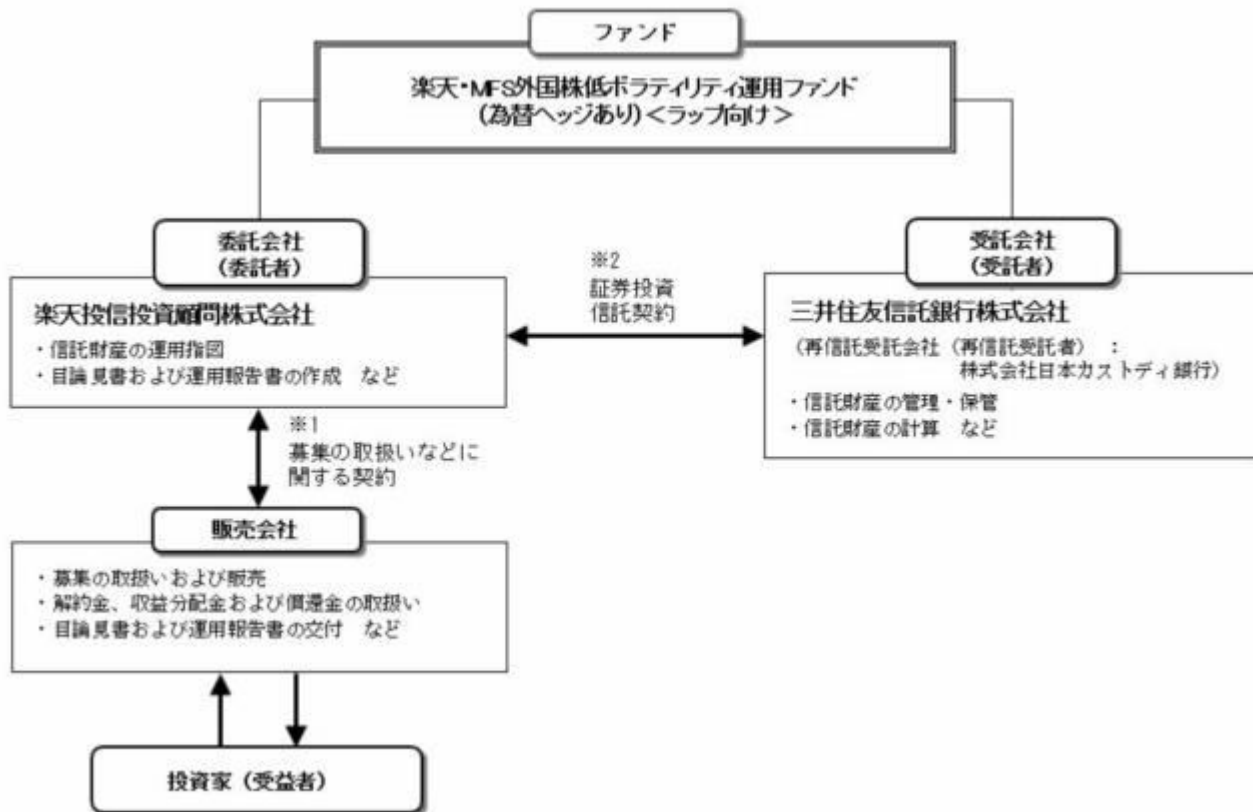 ファンド
楽天・MFS外国株低ボラティリティ運用ファンド
(為替ヘッジあり)<ラップ向け>
委託会社
(委託者)
楽天投信投資顧問株式会社
・信託財産の運用指図
・目論見書および運用報告書の作成 など
※2
証券投資
信託契約
受託会社
(受託者)
三井住友信託銀行株式会社
(再信託受託会社(再信託受託者) :
株式会社日本カストディ銀行)
・信託財産の管理・保管
・信託財産の計算 など
※1
募集の取扱いなどに
関する契約
販売会社
・募集の取扱いおよび販売
・解約金、収益分配金および償還金の取扱い
・目論見書および運用報告書の交付 など
投資家(受益者)